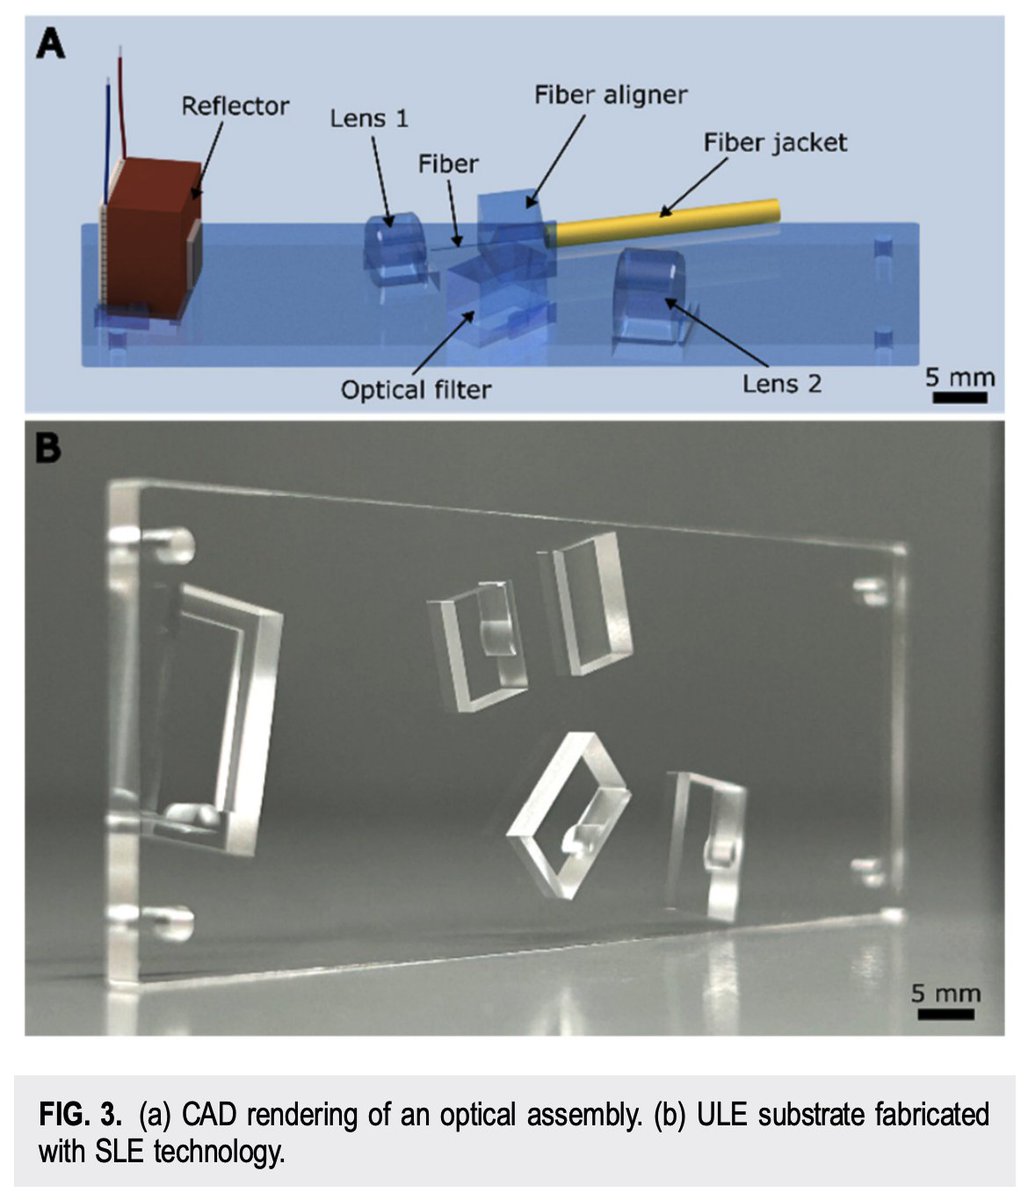 A
Reflector
Lens 1
Fiber
Fiber aligner
Fiber jacket
Optical filter
Lens 2
5 mm
B
5 mm
FIG. 3. (a) CAD rendering of an optical assembly. (b) ULE substrate fabricated
with SLE technology.